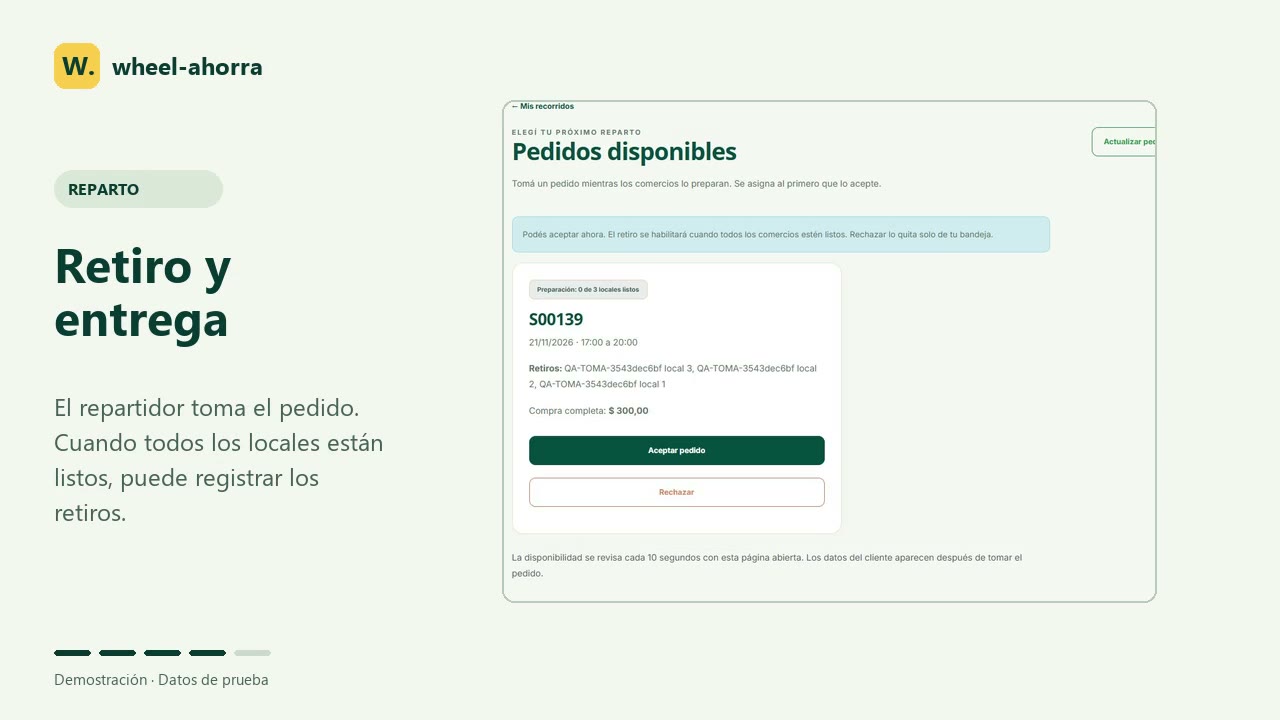 W. wheel-ahorra
REPARTO
Retiro y
entrega
El repartidor toma el pedido.
Cuando todos los locales están
listos, puede registrar los
retiros.
Demostración · Datos de prueba
← Mis recorridos
ELEGÍ TU PRÓXIMO REPARTO
Pedidos disponibles
Actualizar ped
Tomá un pedido mientras los comercios lo preparan. Se asigna al primero que lo acepte.
Podés aceptar ahora. El retiro se habilitará cuando todos los comercios estén listos. Rechazar lo quita solo de tu bandeja.
Preparación: 0 de 3 locales listos
S00139
21/11/2026 · 17:00 a 20:00
Retiros: QA-TOMA-3543dec6bf local 3, QA-TOMA-3543dec6bf local
2, QA-TOMA-3543dec6bf local 1
Compra completa: $ 300,00
Aceptar pedido
Rechazar
La disponibilidad se revisa cada 10 segundos con esta página abierta. Los datos del cliente aparecen después de tomar el
pedido.